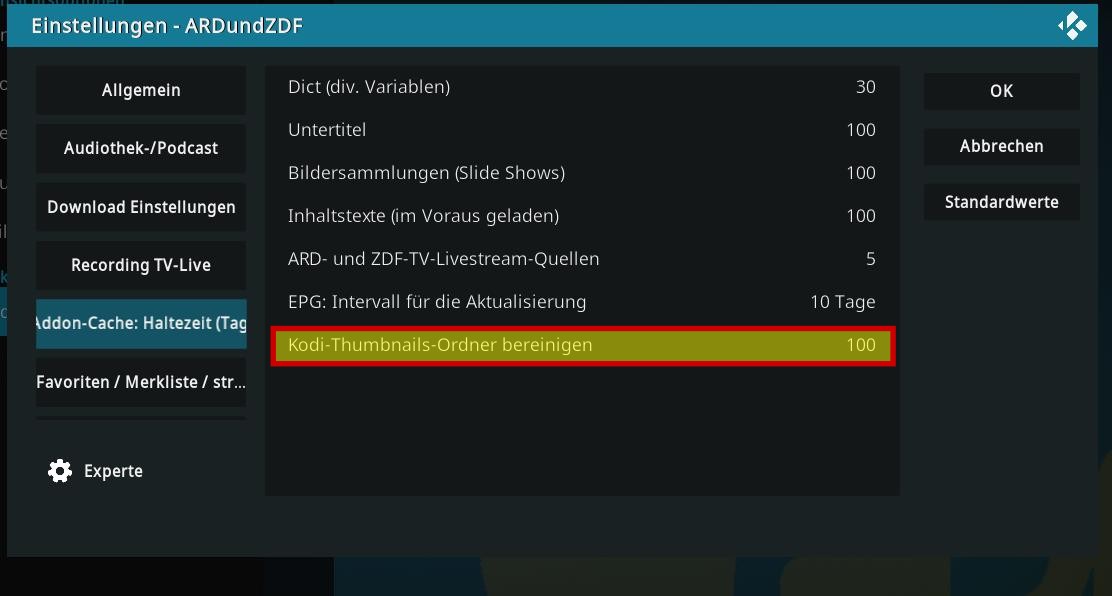 Einstellungen - ARDundZDF
Allgemein
Audiothek-/Podcast
Download Einstellungen
Recording TV-Live
Addon-Cache: Haltezeit (Tag
Favoriten / Merkliste / str...
Experte
Dict (div. Variablen) 30
Untertitel 100
Bildersammlungen (Slide Shows) 100
Inhaltstexte (im Voraus geladen) 100
ARD- und ZDF-TV-Livestream-Quellen 5
EPG: Intervall für die Aktualisierung 10 Tage
Kodi-Thumbnails-Ordner bereinigen 100
OK
Abbrechen
Standardwerte